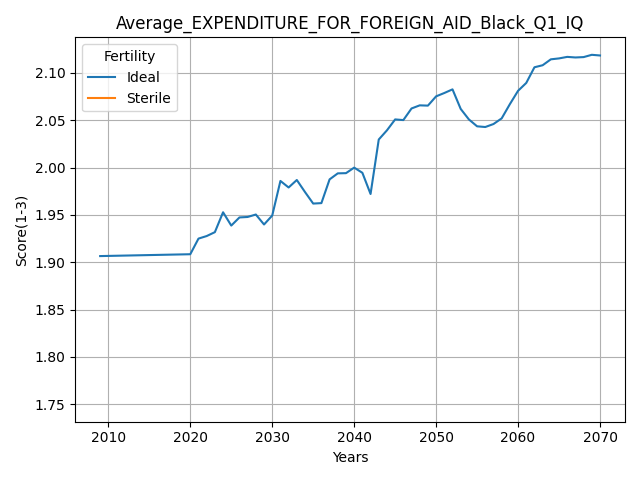 Average_EXPENDITURE_FOR_FOREIGN_AID_Black_Q1_IQ
Fertility
Ideal
Sterile
Score(1-3)
2.10
2.05
2.00
1.95
1.90
1.85
1.80
1.75
2010 2020 2030 2040 2050 2060 2070
Years